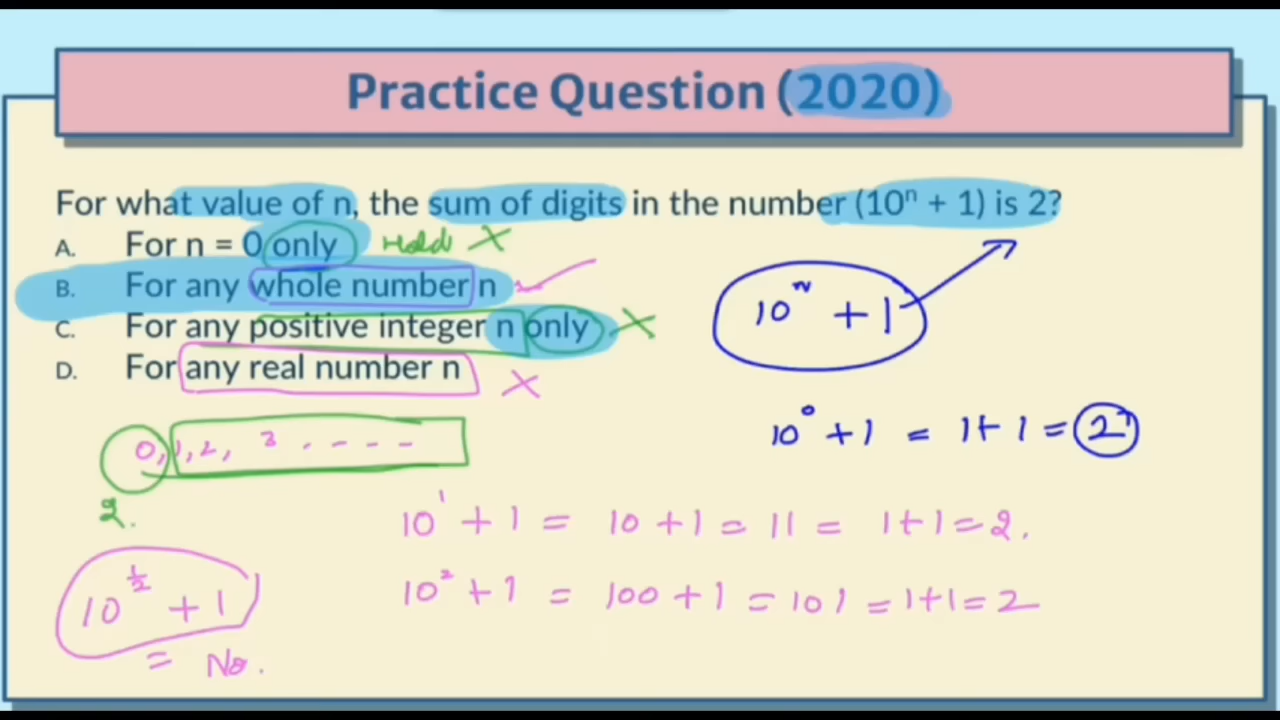 Practice Question (2020)
For what value of n, the sum of digits in the number (10ⁿ + 1) is 2?
A. For n = 0 only Hold ✗
B. For any whole number n ✓
C. For any positive integer n only ✗
D. For any real number n ✗
10ⁿ + 1
10⁰ + 1 = 1 + 1 = 2
0, 1, 2, 3 . - - - -
2.
10¹ + 1 = 10 + 1 = 11 = 1 + 1 = 2.
10² + 1 = 100 + 1 = 101 = 1 + 1 = 2
10^½ + 1
= No.